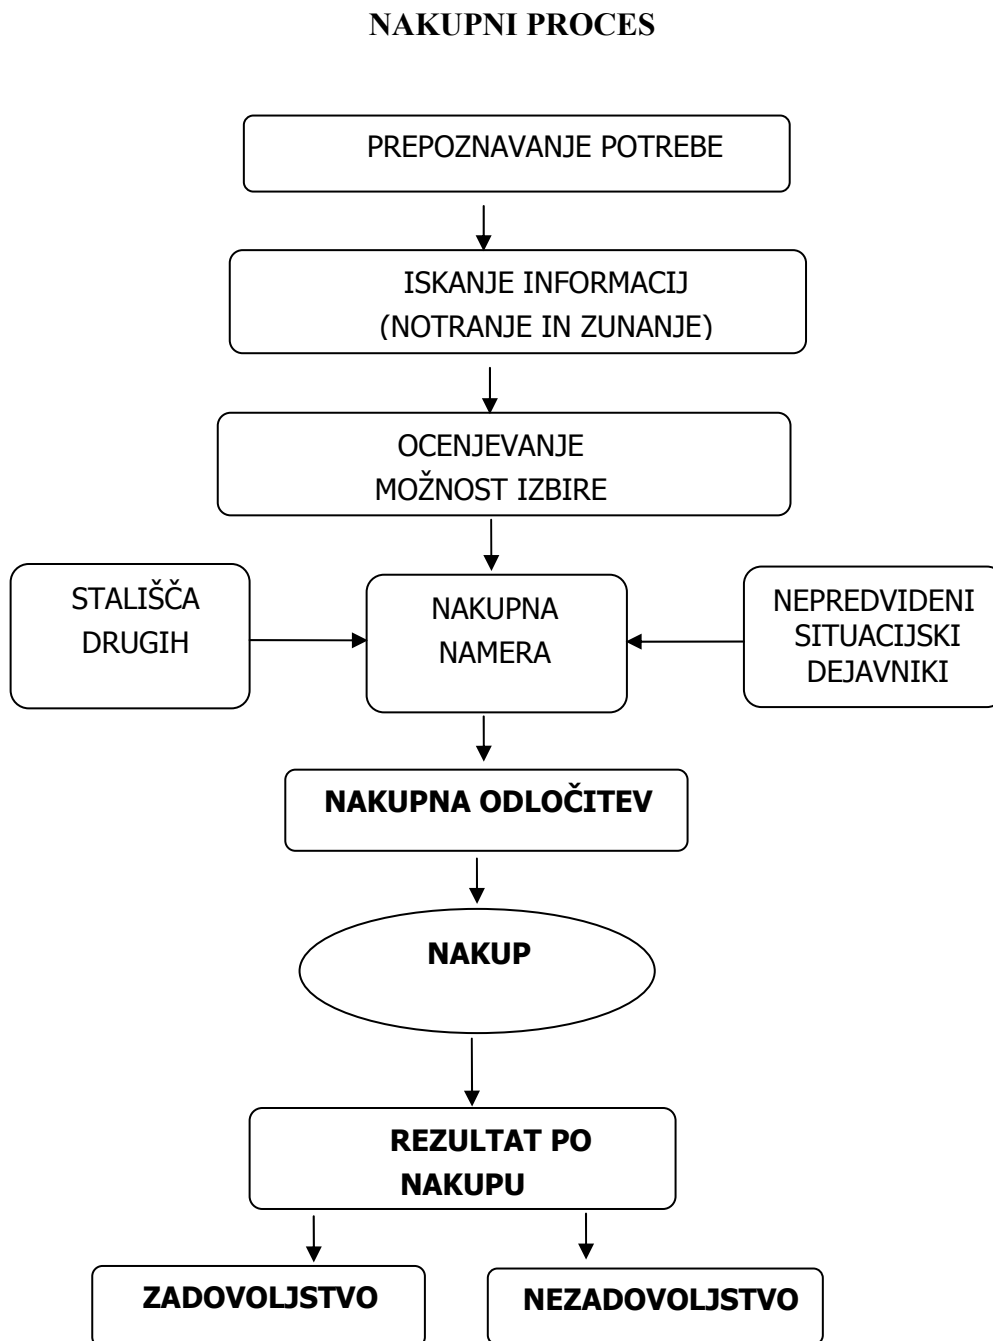 NAKUPNI PROCES
PREPOZNAVANJE POTREBE
ISKANJE INFORMACIJ
(NOTRANJE IN ZUNANJE)
OCENJEVANJE
MOŽNOST IZBIRE
STALIŠČA
DRUGIH
NAKUPNA
NAMERA
NEPREDVIDENI
SITUACIJSKI
DEJAVNIKI
NAKUPNA ODLOČITEV
NAKUP
REZULTAT PO
NAKUPU
ZADOVOLJSTVO
NEZADOVOLJSTVO